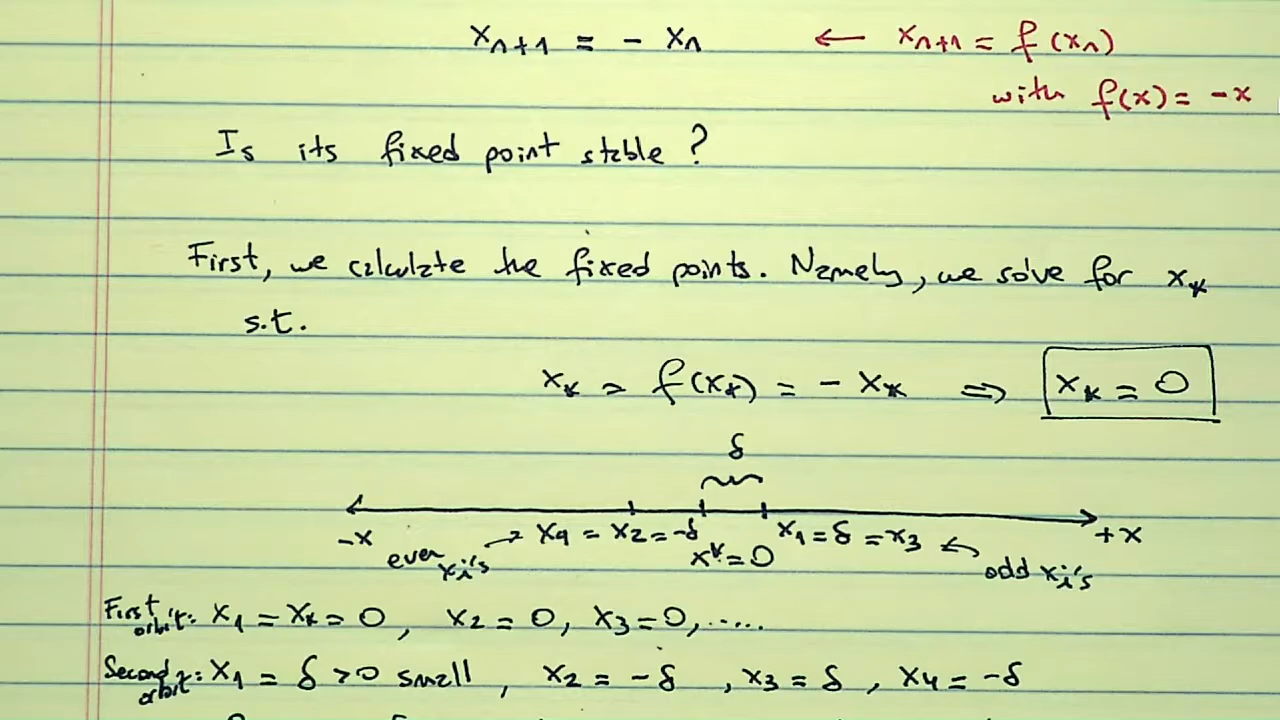 xₙ₊₁ = - xₙ ← xₙ₊₁ = f(xₙ)
with f(x) = -x
Is its fixed point stable?
First, we calculate the fixed points. Namely, we solve for x*
s.t.
x* = f(x*) = - x* ⇒ x* = 0
δ
-x even xᵢ's → x₄ = x₂ = -δ x* = 0 x₁ = δ = x₃ ← odd xᵢ's +x
First orbit: x₁ = x* = 0, x₂ = 0, x₃ = 0, .....
Second orbit: x₁ = δ > 0 small, x₂ = -δ, x₃ = δ, x₄ = -δ